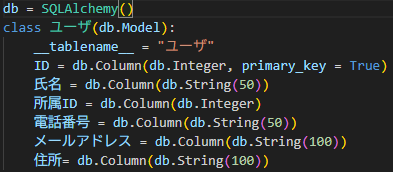 db = SQLAlchemy()
class ユーザ(db.Model):
    __tablename__ = "ユーザ"
    ID = db.Column(db.Integer, primary_key = True)
    氏名 = db.Column(db.String(50))
    所属ID = db.Column(db.Integer)
    電話番号 = db.Column(db.String(50))
    メールアドレス = db.Column(db.String(100))
    住所= db.Column(db.String(100))